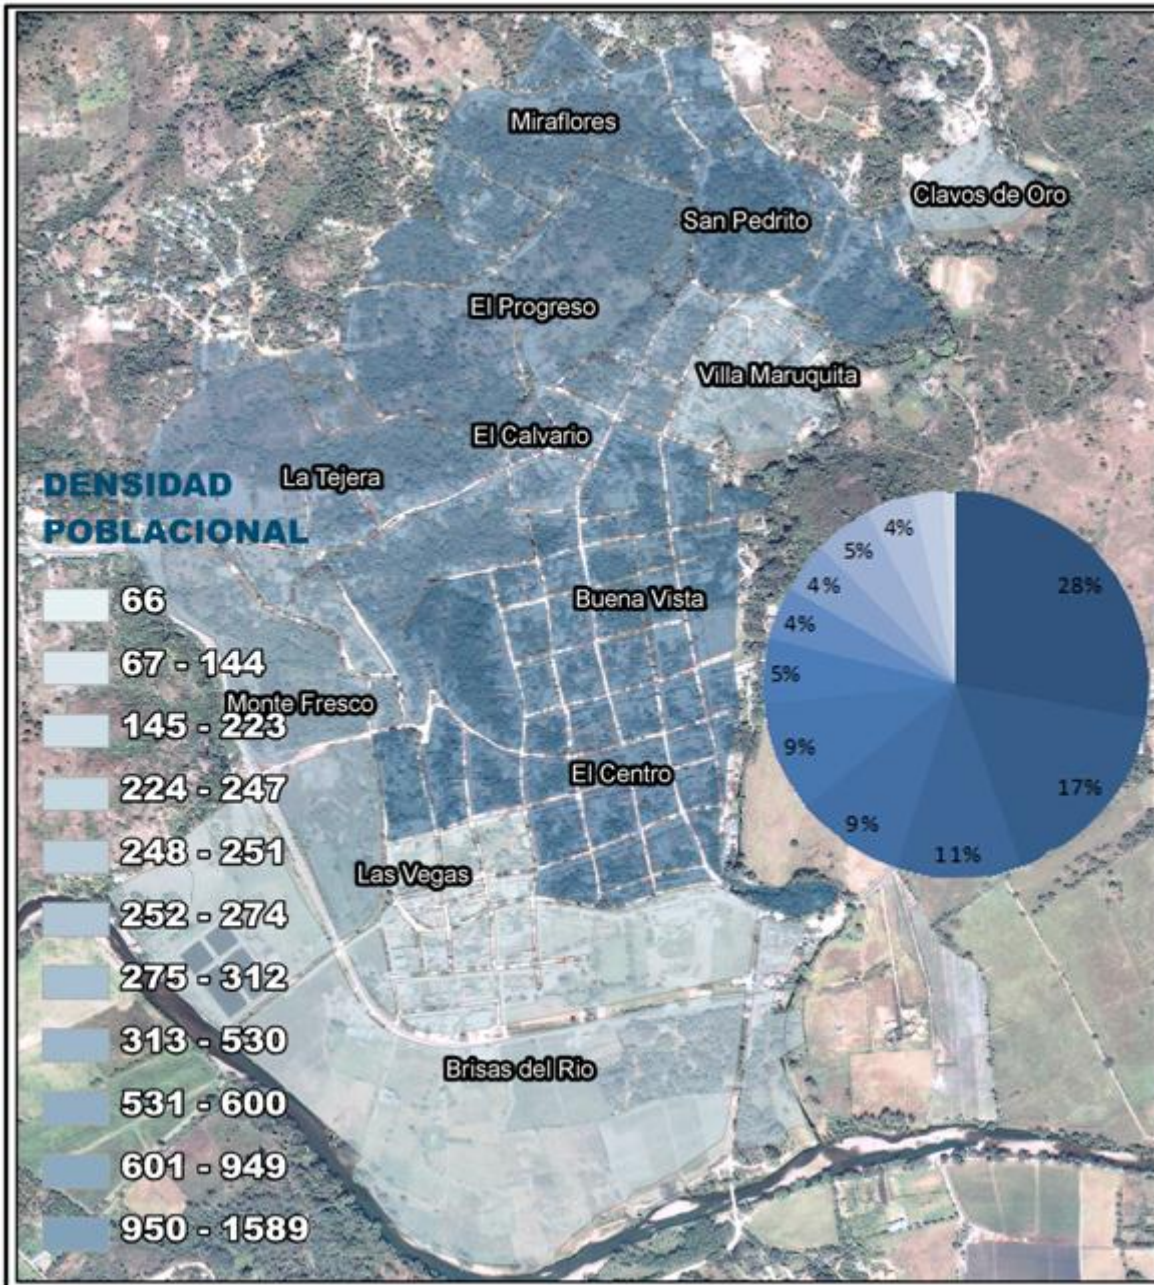 Miraflores
Clavos de Oro
San Pedrito
El Progreso
Villa Maruquita
El Calvario
La Tejera
DENSIDAD
POBLACIONAL
66
67 - 144
145 - 223
224 - 247
248 - 251
252 - 274
275 - 312
313 - 530
531 - 600
601 - 949
950 - 1589
Buena Vista
Monte Fresco
El Centro
Las Vegas
Brisas del Rio
28%
17%
11%
9%
9%
5%
4%
4%
5%
4%